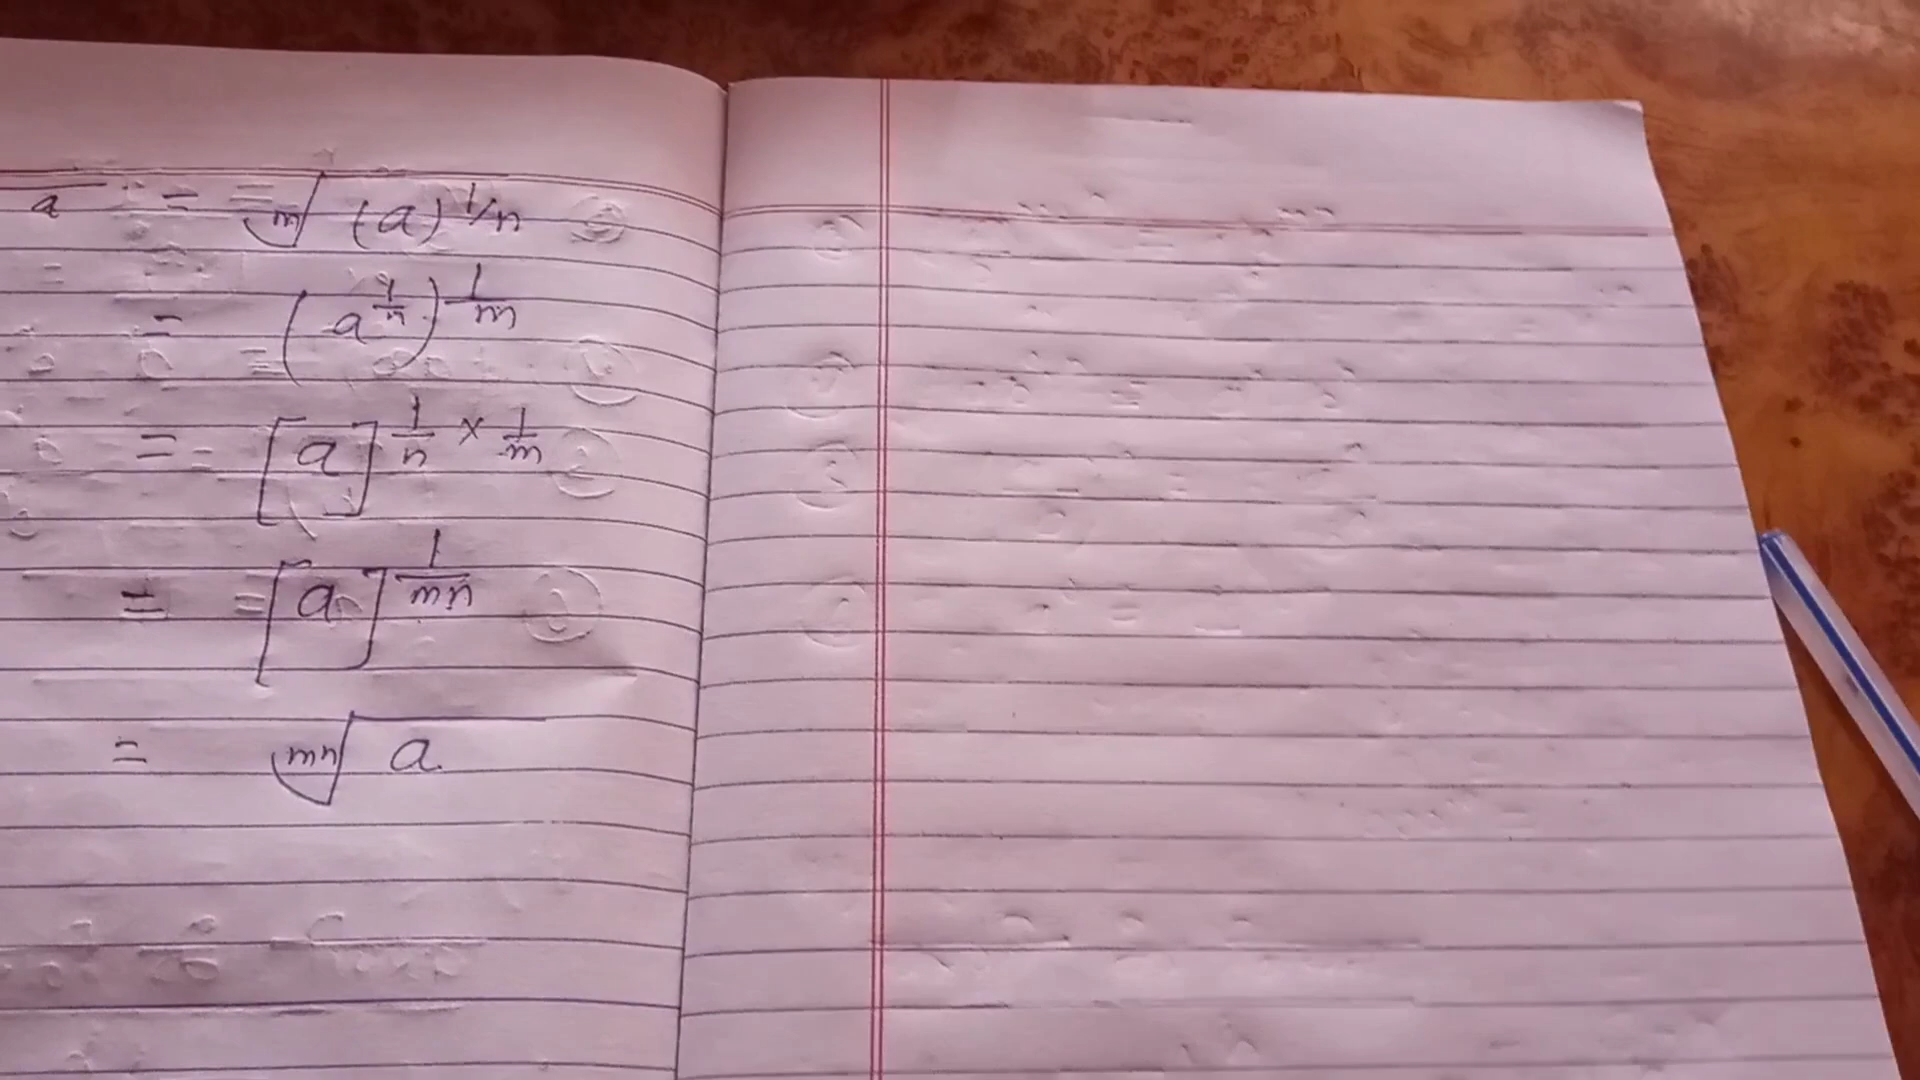 a = ᵐ√(a)^1/n
= (a^1/n)^1/m
= [a]^1/n × 1/m
= [a]^1/mn
= ᵐⁿ√a